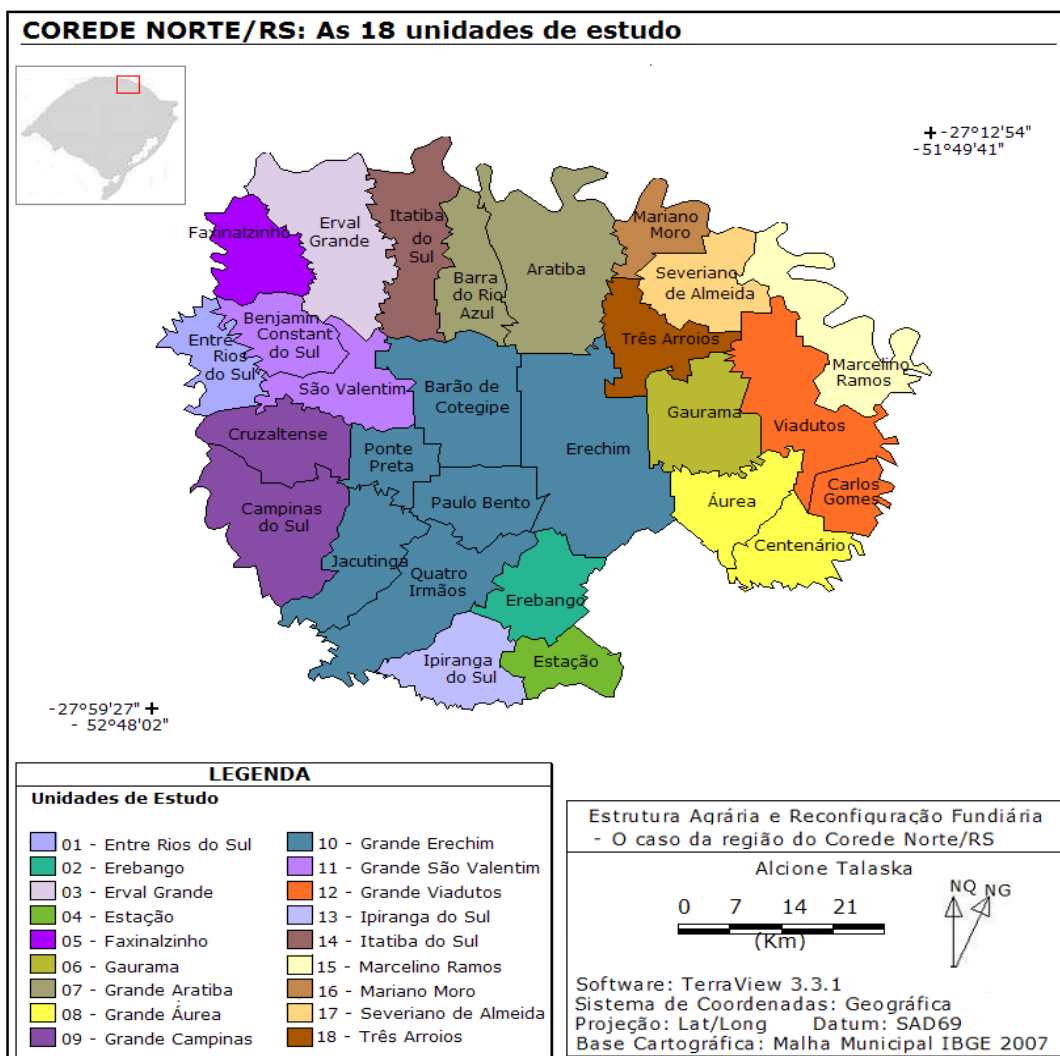 COREDE NORTE/RS: As 18 unidades de estudo
-27°12'54"
-51°49'41"
Mariano
Moro
Itatiba
do
Sul
Erval
Grande
Faxinalzinho
Aratiba
Barra
do Rio
Azul
Severiano
de Almeida
Benjamin
Constant
do Sul
Entre
Rios
do Sul
Três Arroios
Marcelino
Ramos
São Valentim
Barão de
Cotegipe
Gaurama
Viadutos
Cruzaltense
Ponte
Preta
Erechim
Carlos
Gomes
Campinas
do Sul
Paulo Bento
Áurea
Centenário
Jacutinga
Quatro
Irmãos
Erebango
Ipiranga
do Sul
Estação
-27°59'27"
- 52°48'02"
LEGENDA
Unidades de Estudo
01 - Entre Rios do Sul
02 - Erebango
03 - Erval Grande
04 - Estação
05 - Faxinalzinho
06 - Gaurama
07 - Grande Aratiba
08 - Grande Áurea
09 - Grande Campinas
10 - Grande Erechim
11 - Grande São Valentim
12 - Grande Viadutos
13 - Ipiranga do Sul
14 - Itatiba do Sul
15 - Marcelino Ramos
16 - Mariano Moro
17 - Severiano de Almeida
18 - Três Arroios
Estrutura Agrária e Reconfiguração Fundiária
- O caso da região do Corede Norte/RS
Alcione Talaska
0 7 14 21
(Km)
NQ NG
Software: TerraView 3.3.1
Sistema de Coordenadas: Geográfica
Projeção: Lat/Long Datum: SAD69
Base Cartográfica: Malha Municipal IBGE 2007